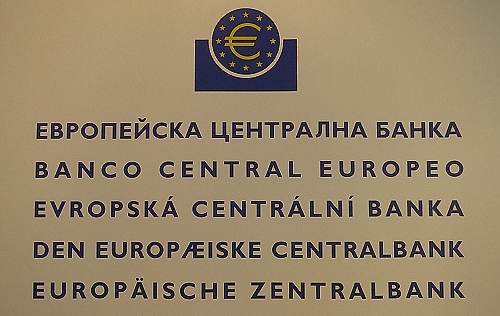 ЕВРОПЕЙСКА ЦЕНТРАЛНА БАНКА
BANCO CENTRAL EUROPEO
EVROPSKÁ CENTRÁLNÍ BANKA
DEN EUROPÆISKE CENTRALBANK
EUROPÄISCHE ZENTRALBANK